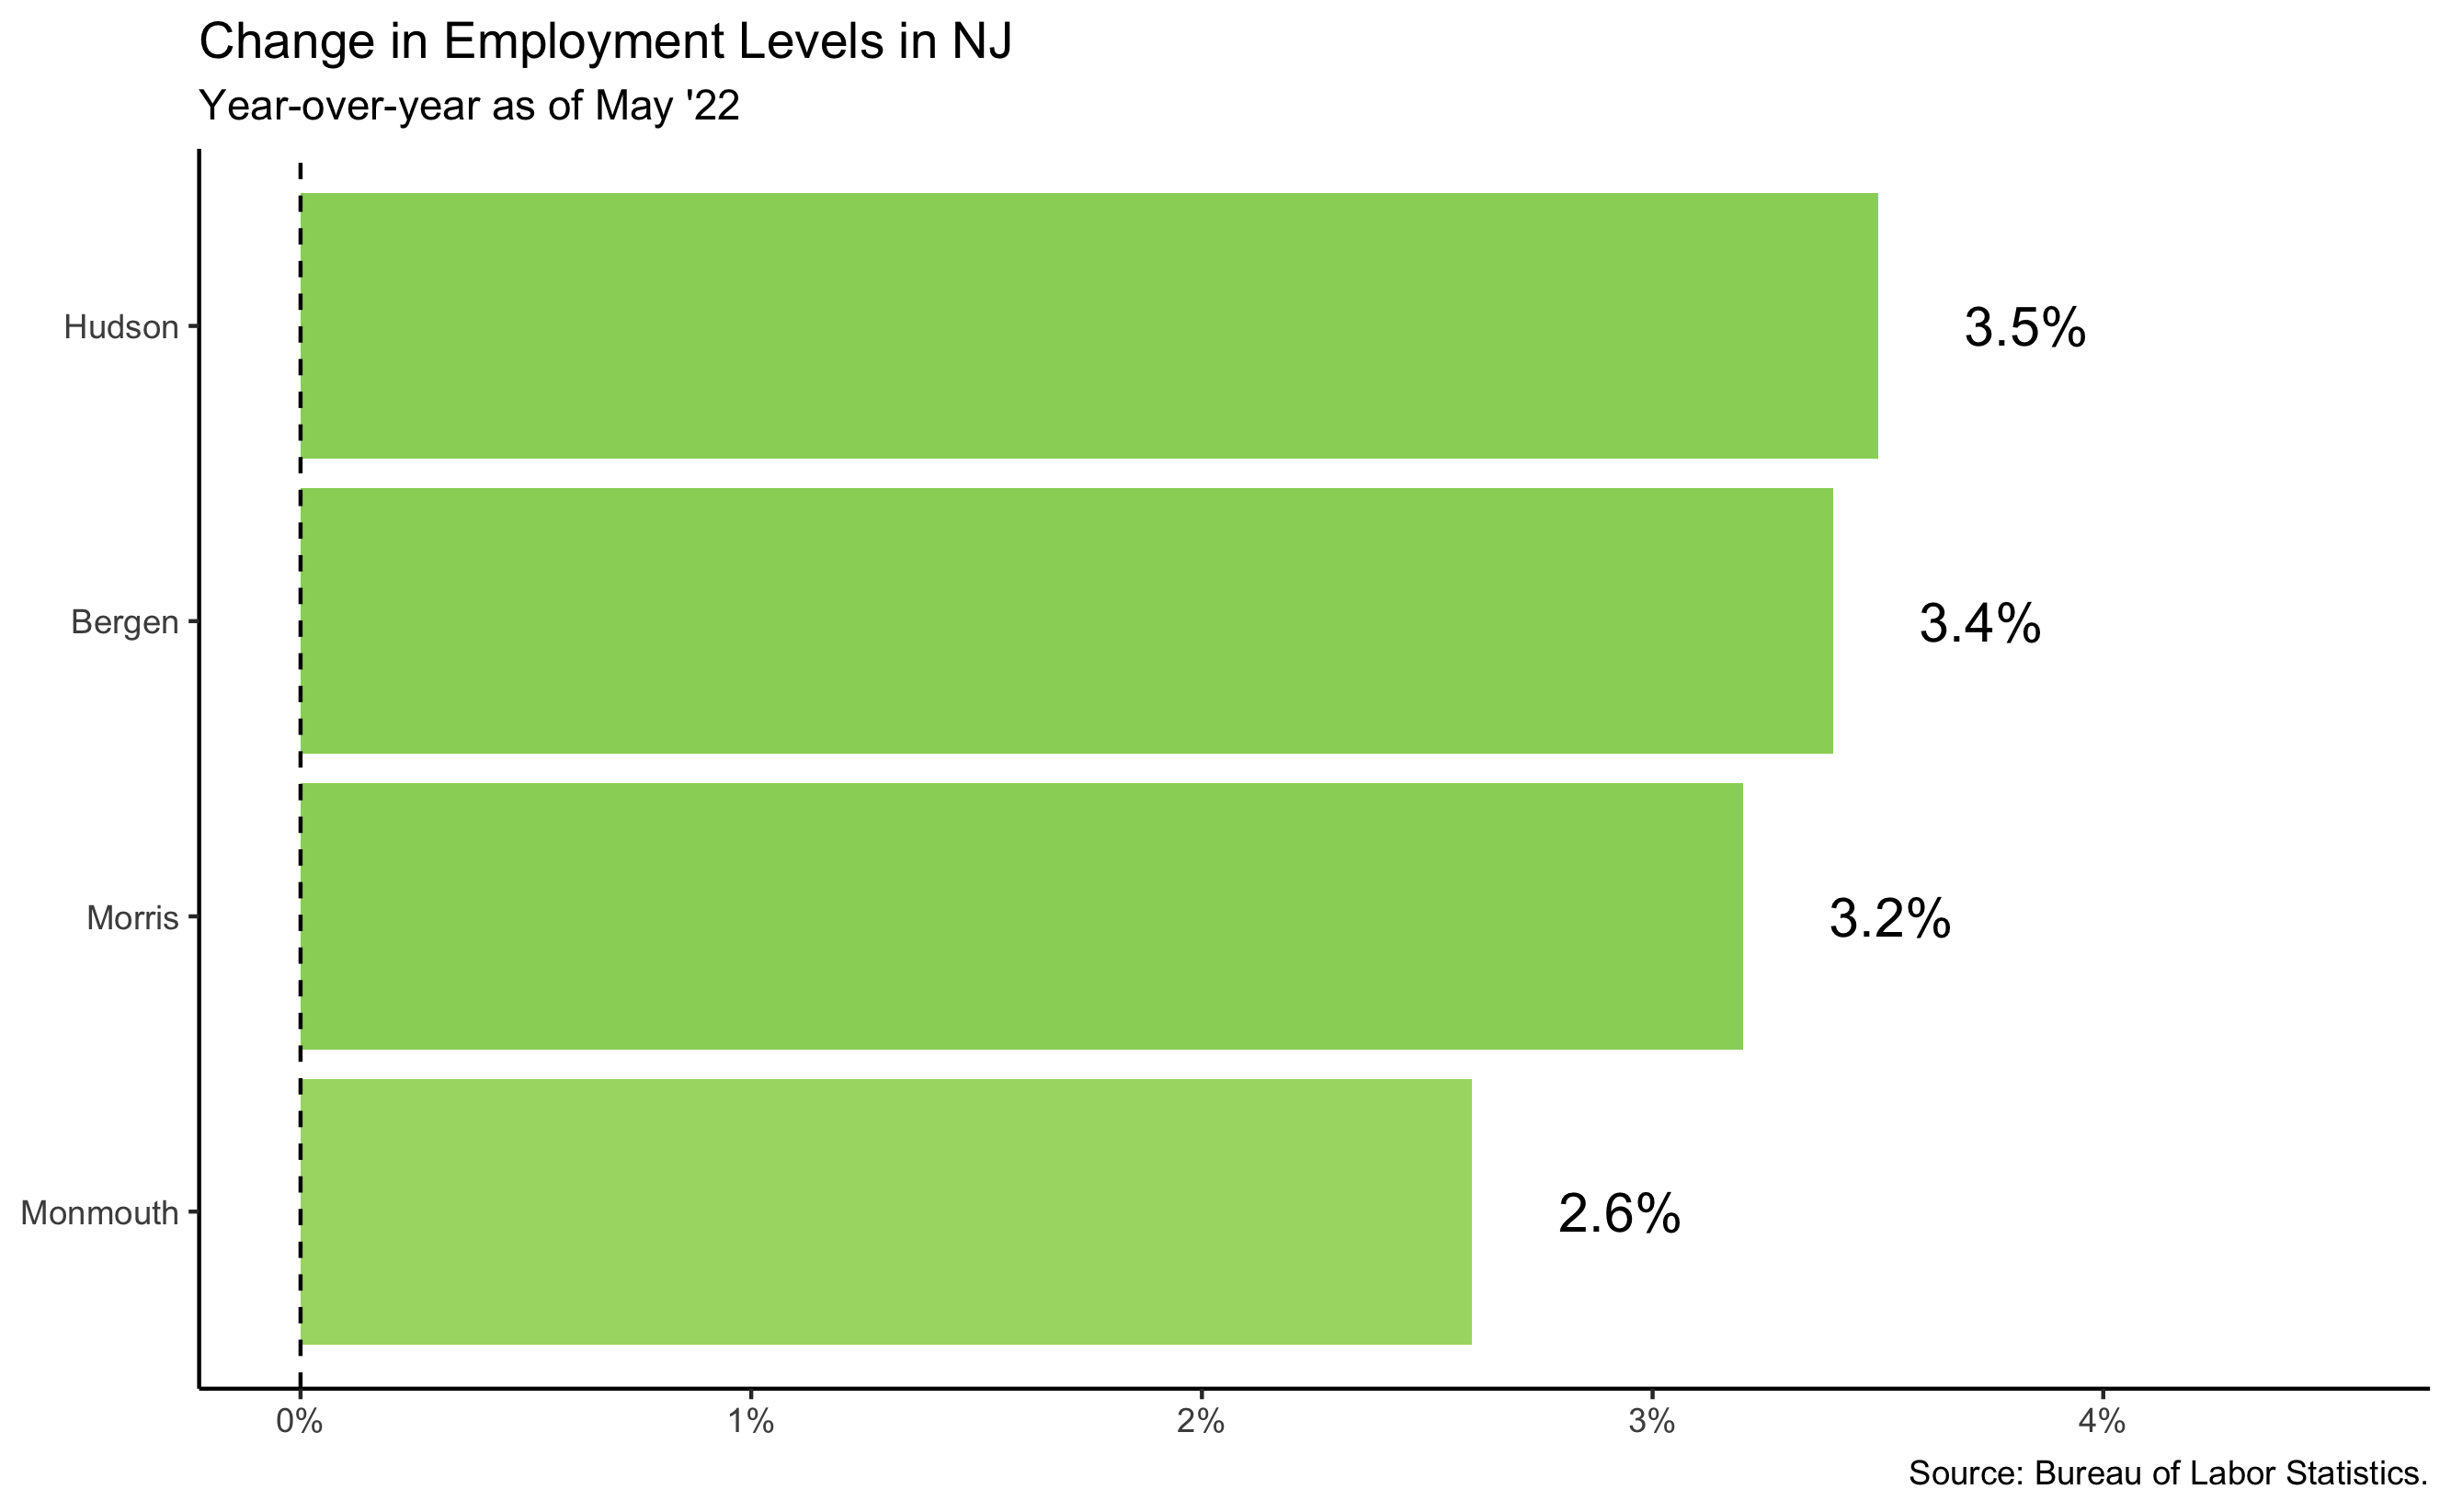 Change in Employment Levels in NJ
Year-over-year as of May '22
Hudson
3.5%
Bergen
3.4%
Morris
3.2%
Monmouth
2.6%
0% 1% 2% 3% 4%
Source: Bureau of Labor Statistics.